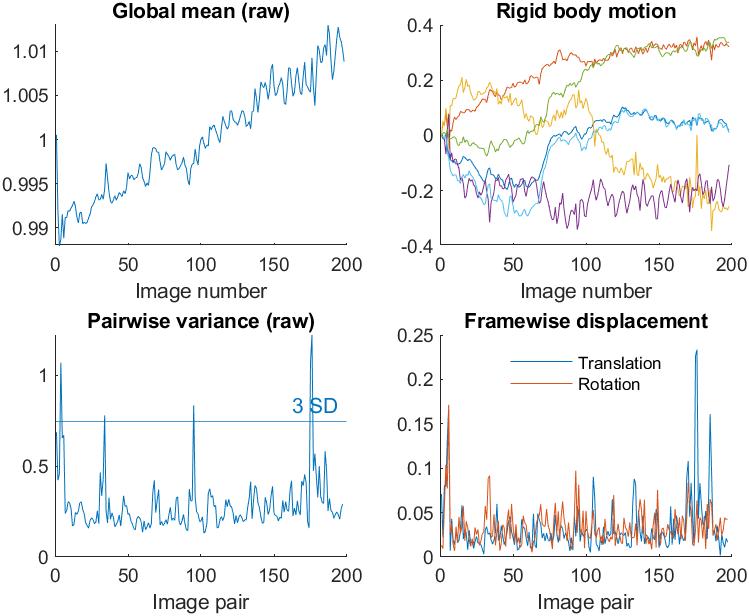 Global mean (raw)
1.01
1.005
1
0.995
0.99
0 50 100 150 200
Image number
Rigid body motion
0.4
0.2
0
-0.2
-0.4
0 50 100 150 200
Image number
Pairwise variance (raw)
1
0.5
0
3 SD
0 50 100 150 200
Image pair
Framewise displacement
0.25
0.2
0.15
0.1
0.05
0
Translation
Rotation
0 50 100 150 200
Image pair